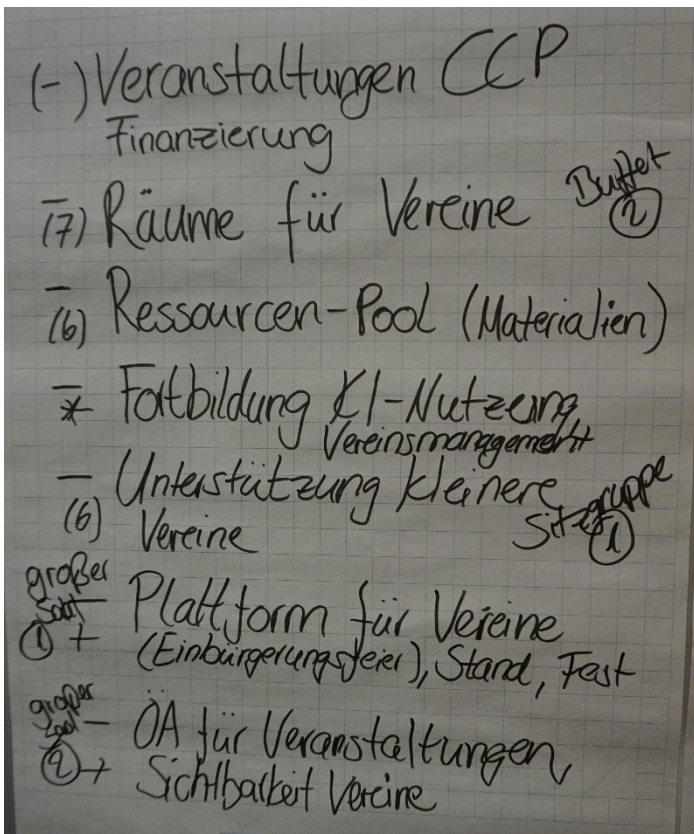 (-) Veranstaltungen CCP
Finanzierung
Buffet
– (7) Räume für Vereine ②
– (6) Ressourcen-Pool (Materialien)
– * Fortbildung KI-Nutzung
Vereinsmanagement
– (6) Unterstützung kleinere
Vereine
Sitzgruppe ①
großer Saal ① – + Plattform für Vereine
(Einbürgerungsfeier), Stand, Fest
großer Saal ② – + ÖA für Veranstaltungen,
Sichtbarkeit Vereine